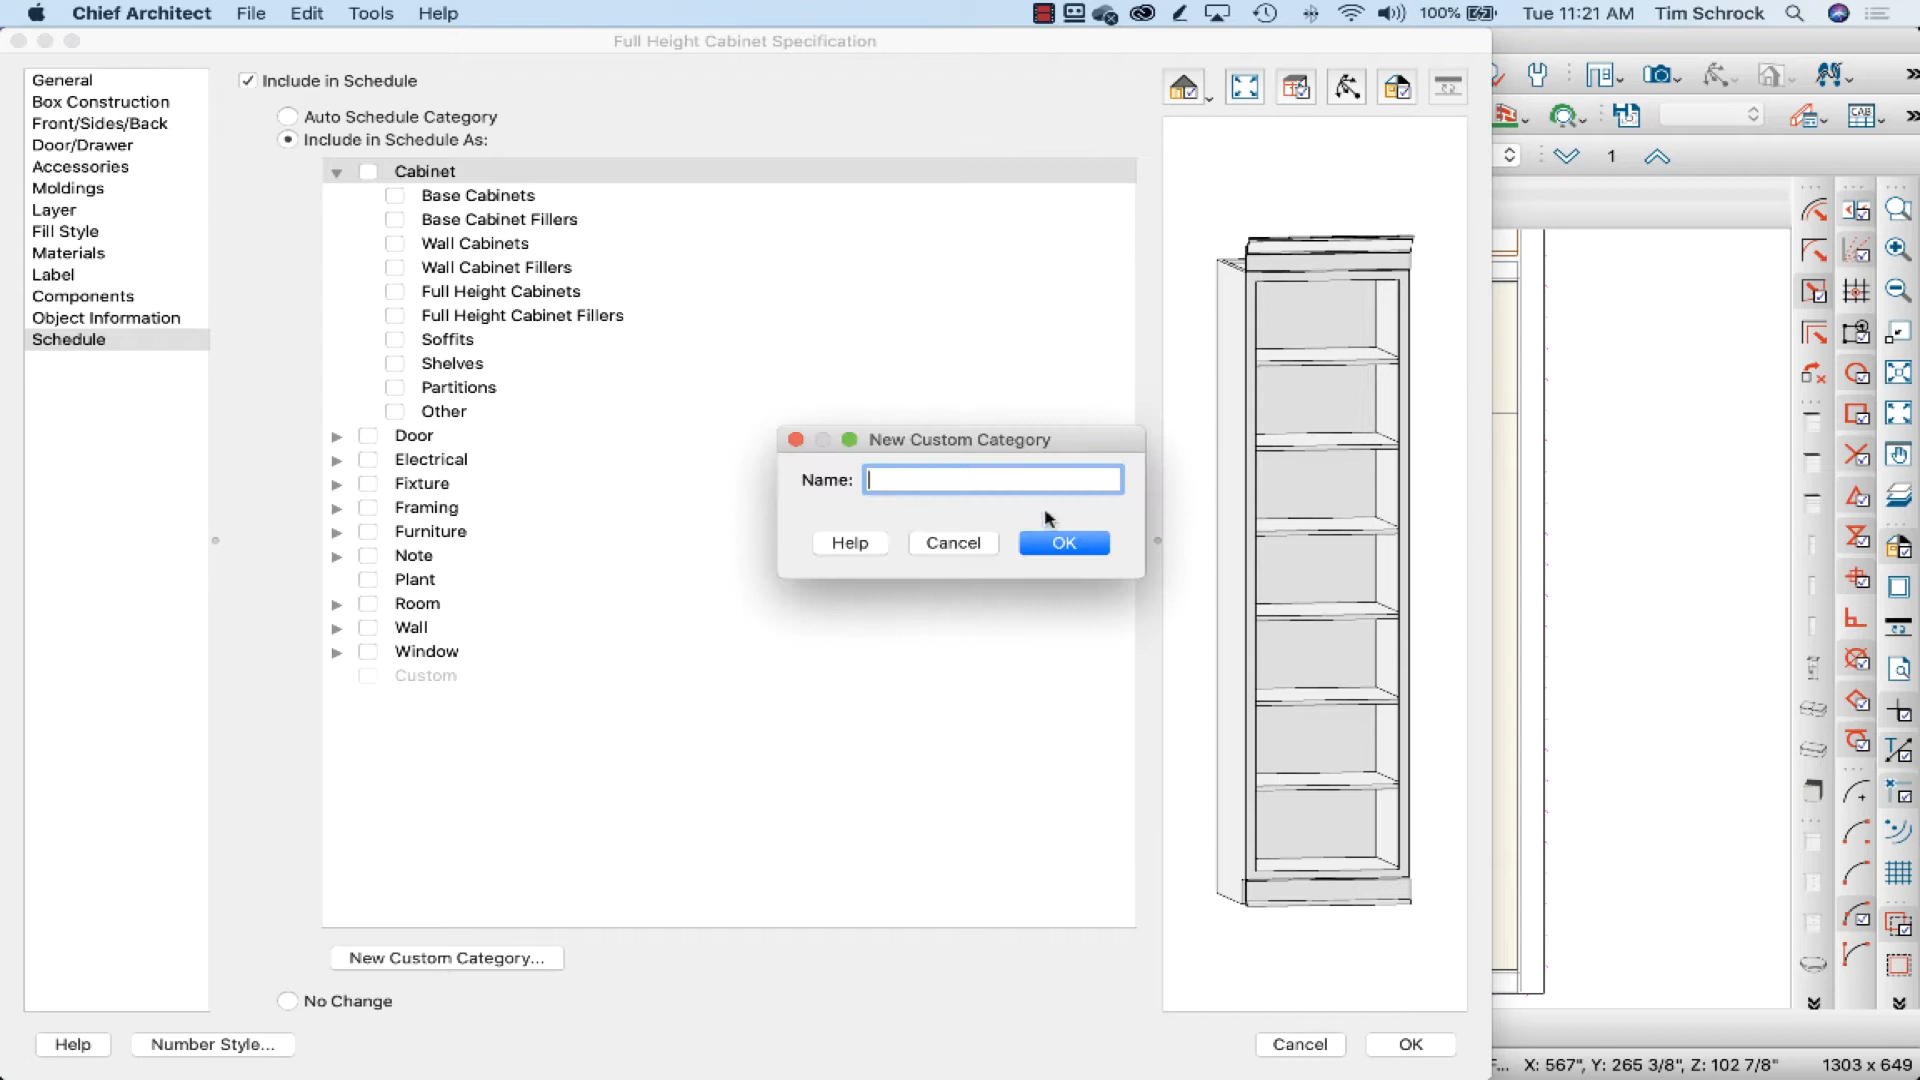 Chief Architect File Edit Tools Help 100% Tue 11:21 AM Tim Schrock
Full Height Cabinet Specification
General
Box Construction
Front/Sides/Back
Door/Drawer
Accessories
Moldings
Layer
Fill Style
Materials
Label
Components
Object Information
Schedule
Include in Schedule
Auto Schedule Category
Include in Schedule As:
Cabinet
Base Cabinets
Base Cabinet Fillers
Wall Cabinets
Wall Cabinet Fillers
Full Height Cabinets
Full Height Cabinet Fillers
Soffits
Shelves
Partitions
Other
Door
Electrical
Fixture
Framing
Furniture
Note
Plant
Room
Wall
Window
Custom
New Custom Category
Name:
Help Cancel OK
New Custom Category...
No Change
Help Number Style... Cancel OK
CAB
1
F... X: 567", Y: 265 3/8", Z: 102 7/8" 1303 x 649